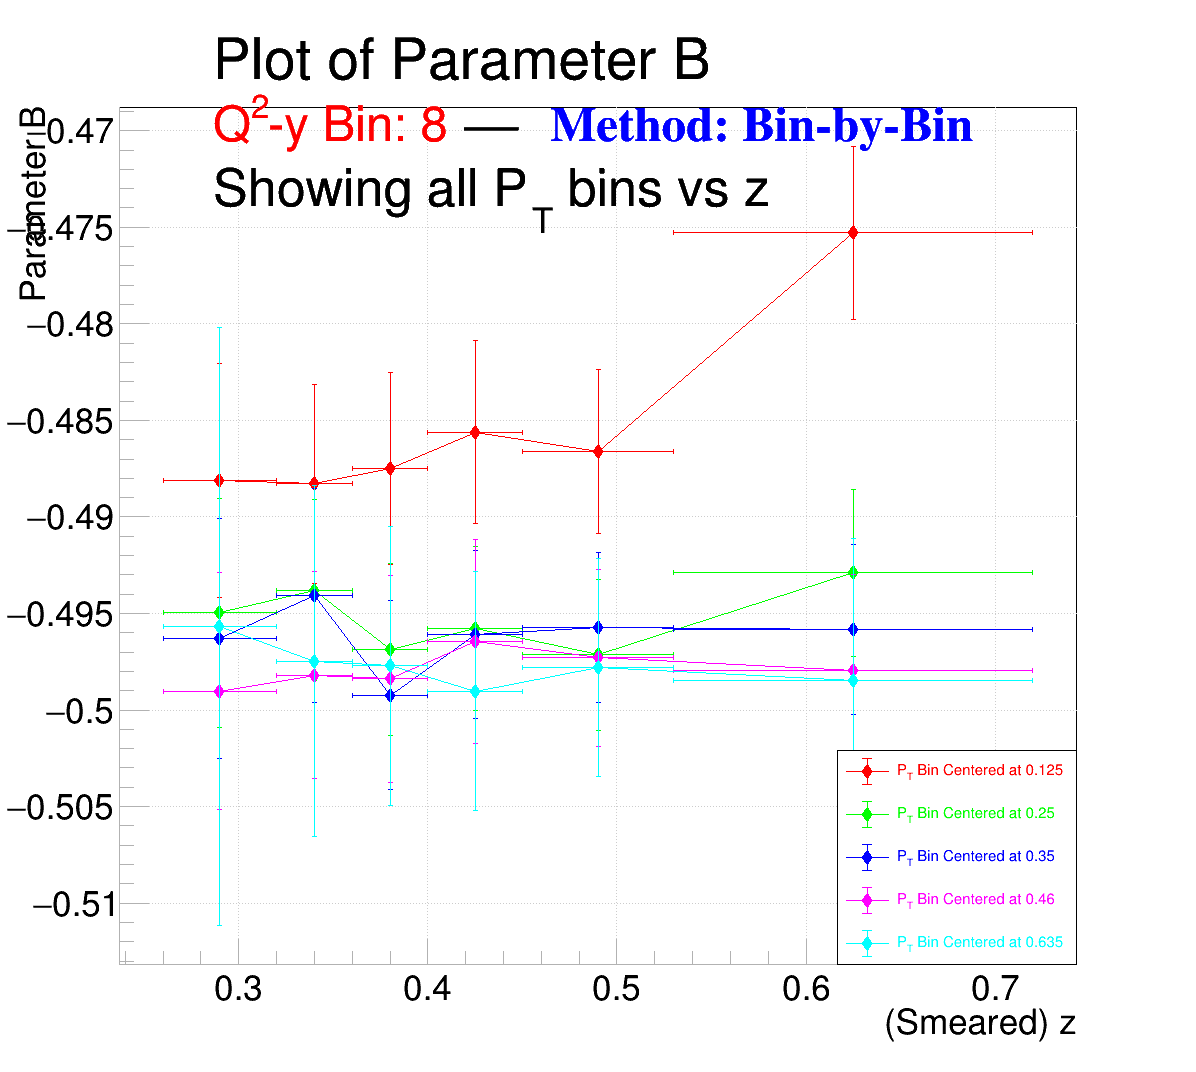 Plot of Parameter B
Q2-y Bin: 8 — Method: Bin-by-Bin
Showing all PT bins vs z
Parameter B
−0.47
−0.475
−0.48
−0.485
−0.49
−0.495
−0.5
−0.505
−0.51
PT Bin Centered at 0.125
PT Bin Centered at 0.25
PT Bin Centered at 0.35
PT Bin Centered at 0.46
PT Bin Centered at 0.635
0.3 0.4 0.5 0.6 0.7
(Smeared) z